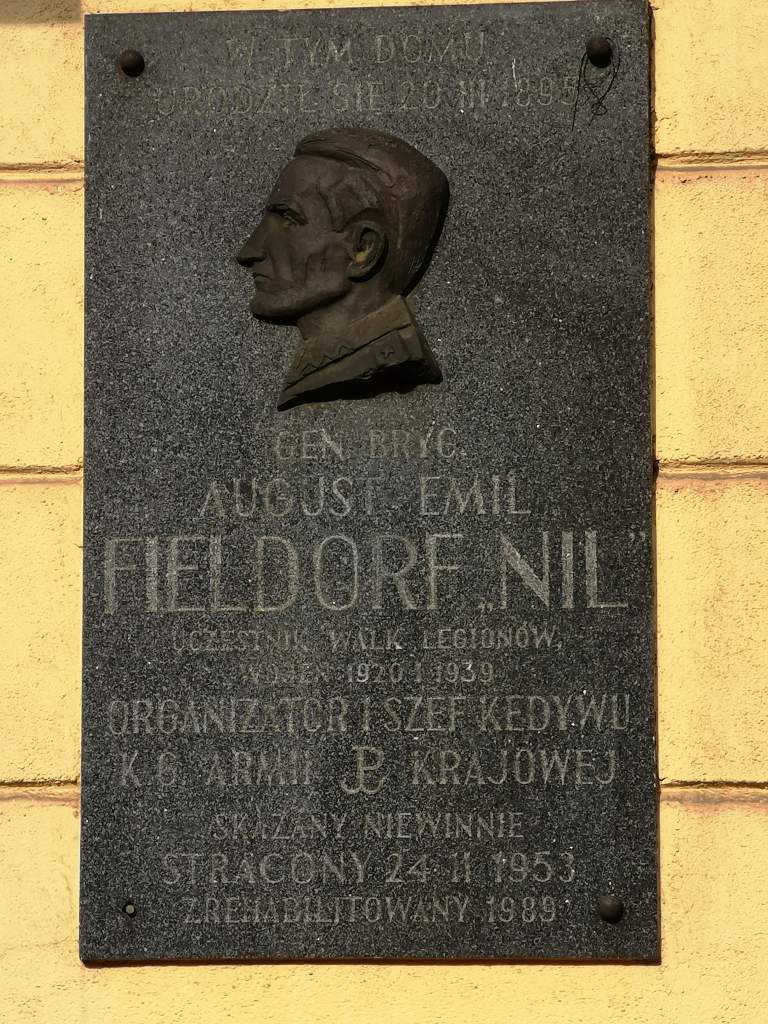 W TYM DOMU
URODZIŁ SIĘ 20 III 1895
GEN. BRYG.
AUGUST EMIL
FIELDORF „NIL”
UCZESTNIK WALK LEGIONÓW,
WOJEN 1920 I 1939
ORGANIZATOR I SZEF KEDYWU
K.G. ARMII KRAJOWEJ
SKAZANY NIEWINNIE
STRACONY 24 II 1953
ZREHABILITOWANY 1989